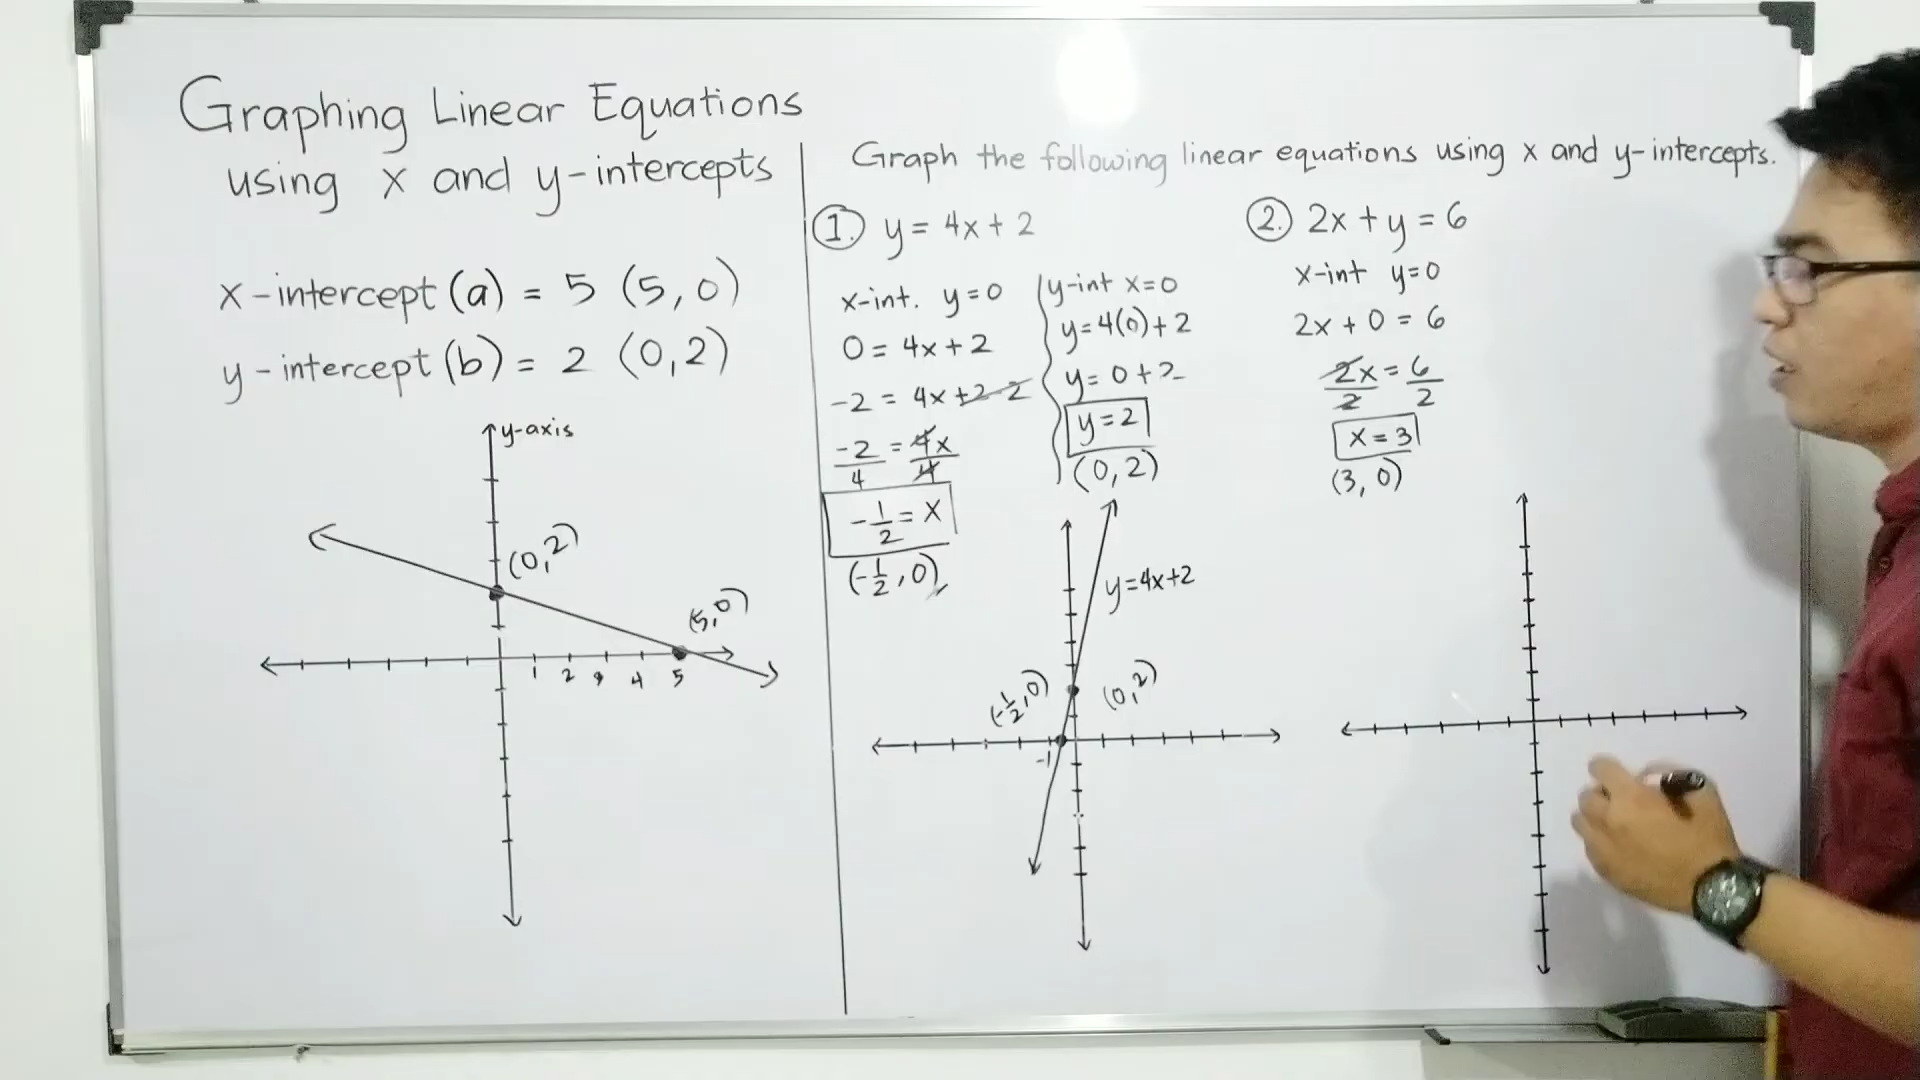 Graphing Linear Equations
using x and y-intercepts
x-intercept (a) = 5 (5, 0)
y-intercept (b) = 2 (0, 2)
y-axis
(0, 2)
(5, 0)
1 2 4 5
Graph the following linear equations using x and y-intercepts.
1. y = 4x + 2
x-int. y = 0
0 = 4x + 2
-2 = 4x + 2 - 2
-2/4 = 4x/4
-1/2 = x
(-1/2, 0)
y-int x = 0
y = 4(0) + 2
y = 0 + 2
y = 2
(0, 2)
y = 4x + 2
(-1/2, 0)
(0, 2)
-1
2. 2x + y = 6
x-int y = 0
2x + 0 = 6
2x/2 = 6/2
x = 3
(3, 0)